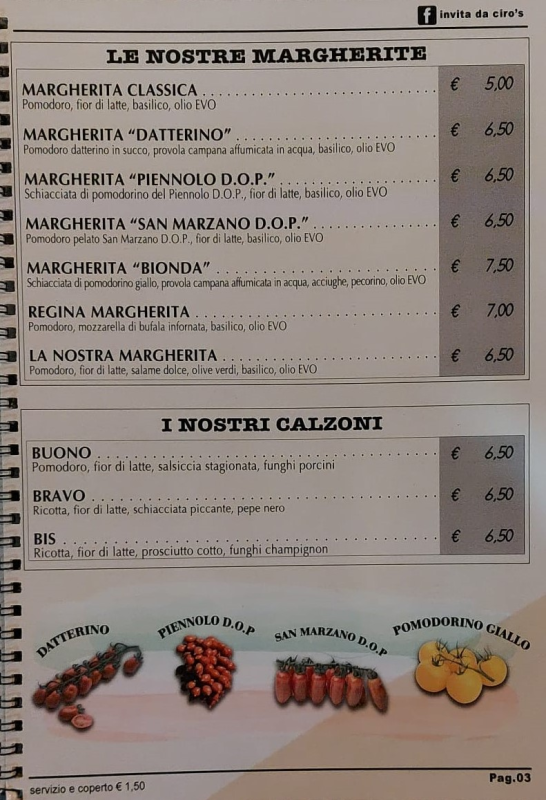 f invita da ciro's
LE NOSTRE MARGHERITE
MARGHERITA CLASSICA € 5,00
Pomodoro, fior di latte, basilico, olio EVO
MARGHERITA "DATTERINO" € 6,50
Pomodoro datterino in succo, provola campana affumicata in acqua, basilico, olio EVO
MARGHERITA "PIENNOLO D.O.P." € 6,50
Schiacciata di pomodorino del Piennolo D.O.P., fior di latte, basilico, olio EVO
MARGHERITA "SAN MARZANO D.O.P." € 6,50
Pomodoro pelato San Marzano D.O.P., fior di latte, basilico, olio EVO
MARGHERITA "BIONDA" € 7,50
Schiacciata di pomodorino giallo, provola campana affumicata in acqua, acciughe, pecorino, olio EVO
REGINA MARGHERITA € 7,00
Pomodoro, mozzarella di bufala infornata, basilico, olio EVO
LA NOSTRA MARGHERITA € 6,50
Pomodoro, fior di latte, salame dolce, olive verdi, basilico, olio EVO
I NOSTRI CALZONI
BUONO € 6,50
Pomodoro, fior di latte, salsiccia stagionata, funghi porcini
BRAVO € 6,50
Ricotta, fior di latte, schiacciata piccante, pepe nero
BIS € 6,50
Ricotta, fior di latte, prosciutto cotto, funghi champignon
DATTERINO
PIENNOLO D.O.P
SAN MARZANO D.O.P
POMODORINO GIALLO
servizio e coperto € 1,50
Pag.03